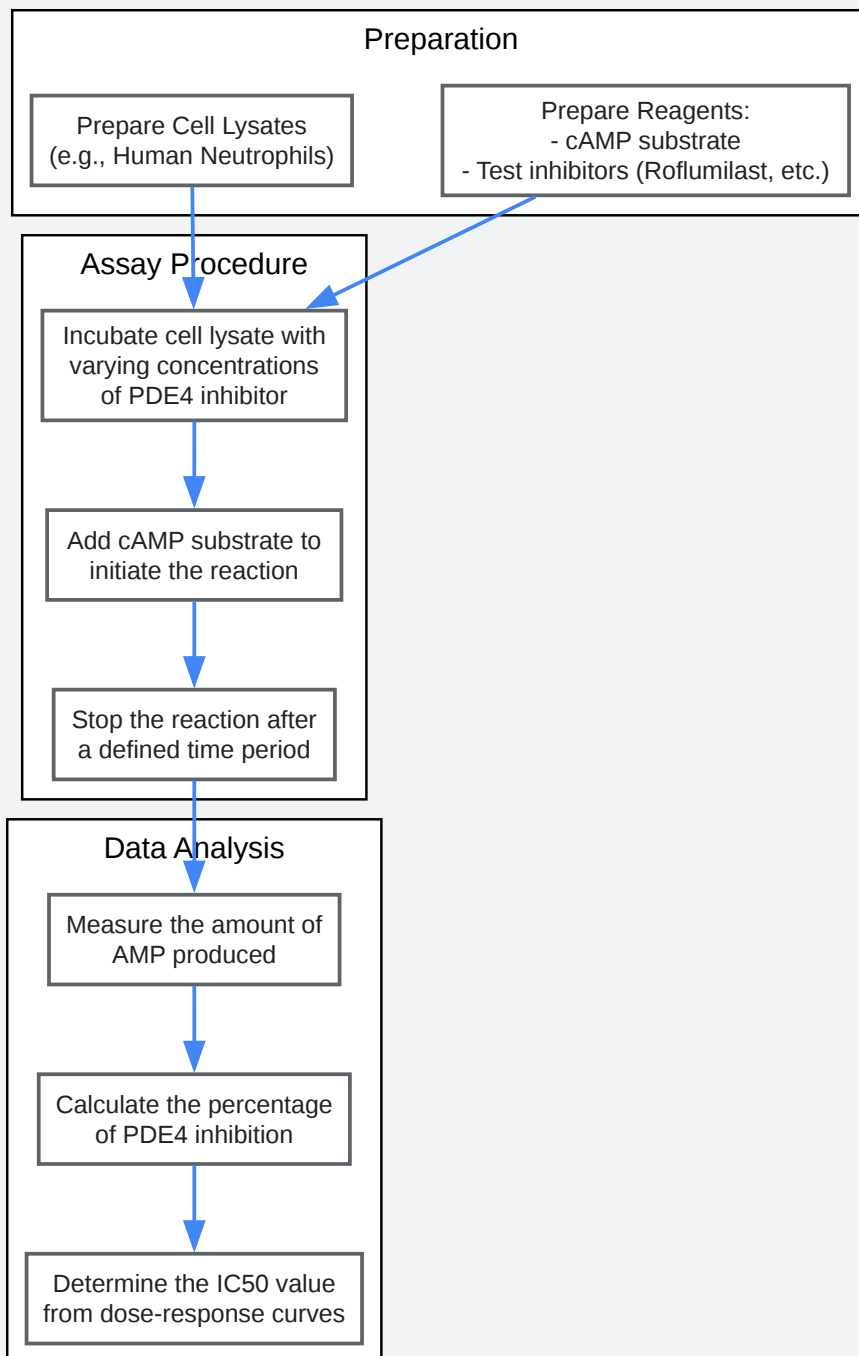 Preparation
Prepare Cell Lysates
(e.g., Human Neutrophils)
Prepare Reagents:
- cAMP substrate
- Test inhibitors (Roflumilast, etc.)
Assay Procedure
Incubate cell lysate with
varying concentrations
of PDE4 inhibitor
Add cAMP substrate to
initiate the reaction
Stop the reaction after
a defined time period
Data Analysis
Measure the amount of
AMP produced
Calculate the percentage
of PDE4 inhibition
Determine the IC50 value
from dose-response curves